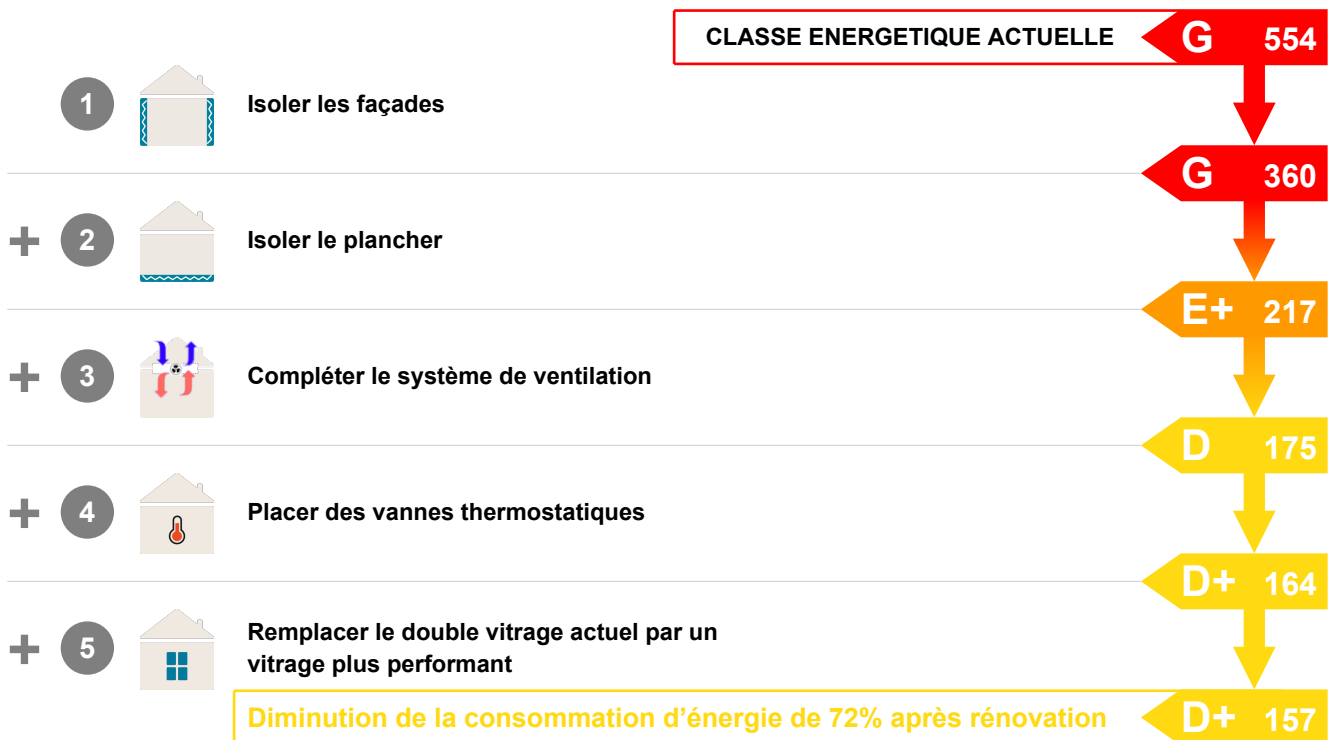 CLASSE ENERGETIQUE ACTUELLE G 554
1 Isoler les façades
G 360
+ 2 Isoler le plancher
E+ 217
+ 3 Compléter le système de ventilation
D 175
+ 4 Placer des vannes thermostatiques
D+ 164
+ 5 Remplacer le double vitrage actuel par un
vitrage plus performant
Diminution de la consommation d'énergie de 72% après rénovation D+ 157